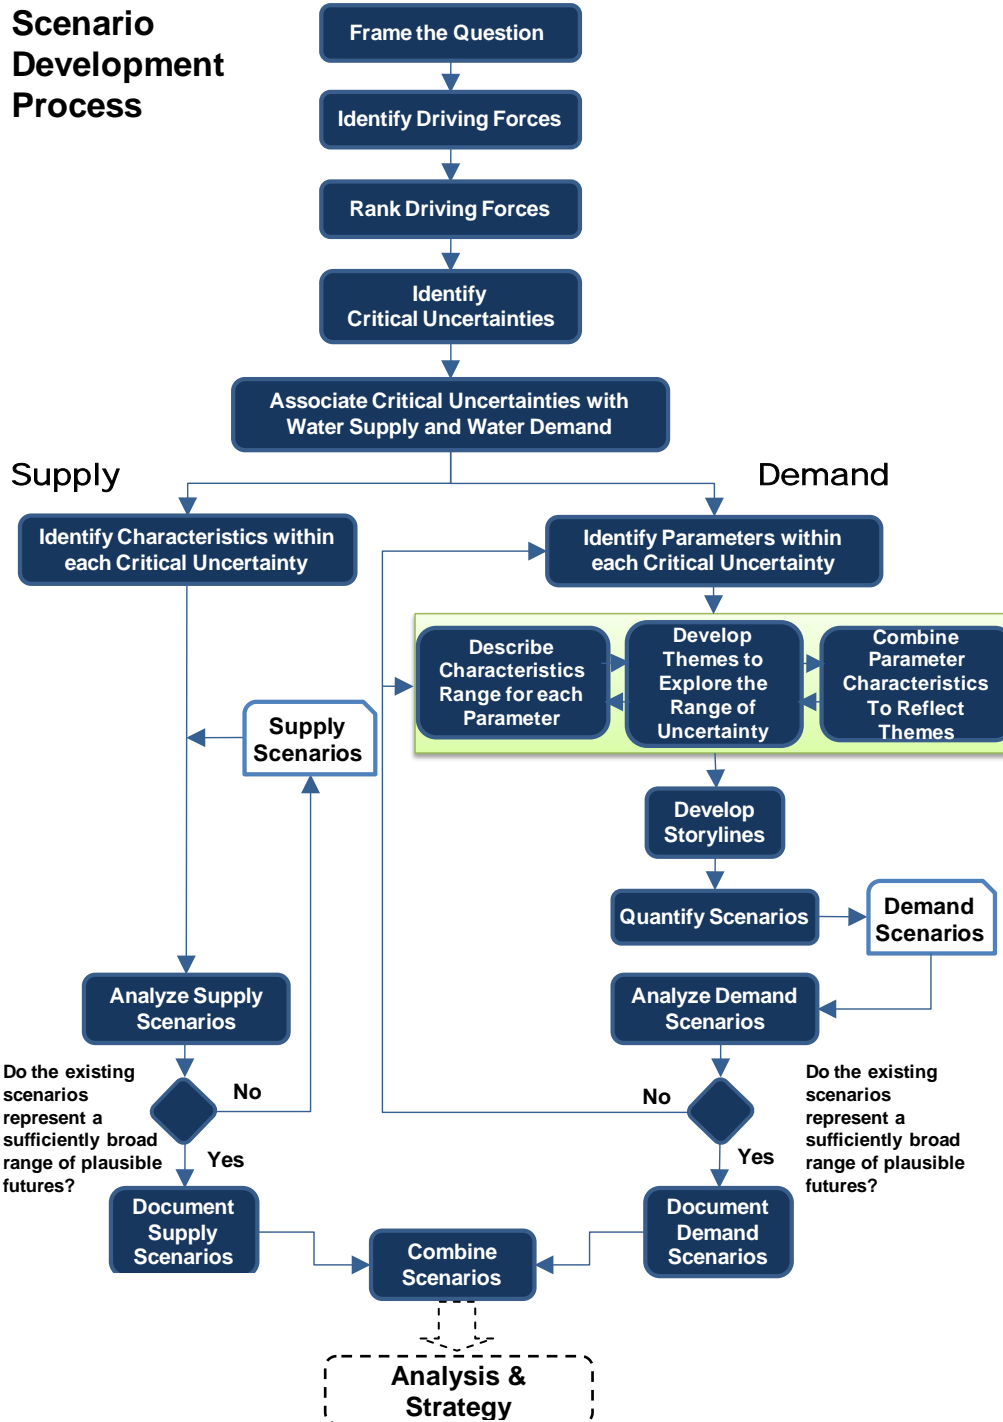 Scenario
Development
Process
Frame the Question
Identify Driving Forces
Rank Driving Forces
Identify
Critical Uncertainties
Associate Critical Uncertainties with
Water Supply and Water Demand
Supply
Demand
Identify Characteristics within
each Critical Uncertainty
Identify Parameters within
each Critical Uncertainty
Describe
Characteristics
Range for each
Parameter
Develop
Themes to
Explore the
Range of
Uncertainty
Combine
Parameter
Characteristics
To Reflect
Themes
Supply
Scenarios
Develop
Storylines
Quantify Scenarios
Demand
Scenarios
Analyze Supply
Scenarios
Analyze Demand
Scenarios
Do the existing
scenarios
represent a
sufficiently broad
range of plausible
futures?
No
Yes
No
Yes
Do the existing
scenarios
represent a
sufficiently broad
range of plausible
futures?
Document
Supply
Scenarios
Combine
Scenarios
Document
Demand
Scenarios
Analysis &
Strategy